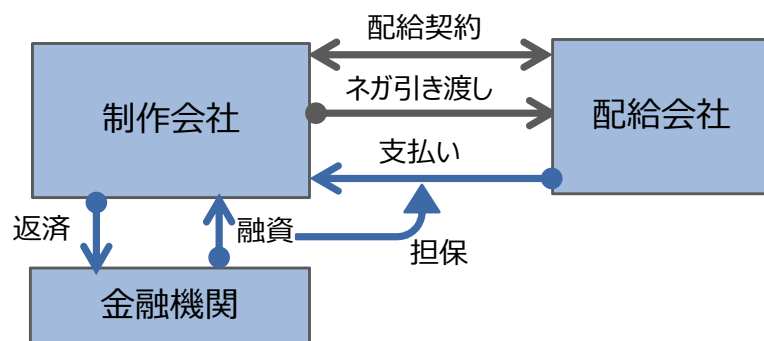 配給契約
制作会社
ネガ引き渡し
配給会社
支払い
返済
融資
担保
金融機関